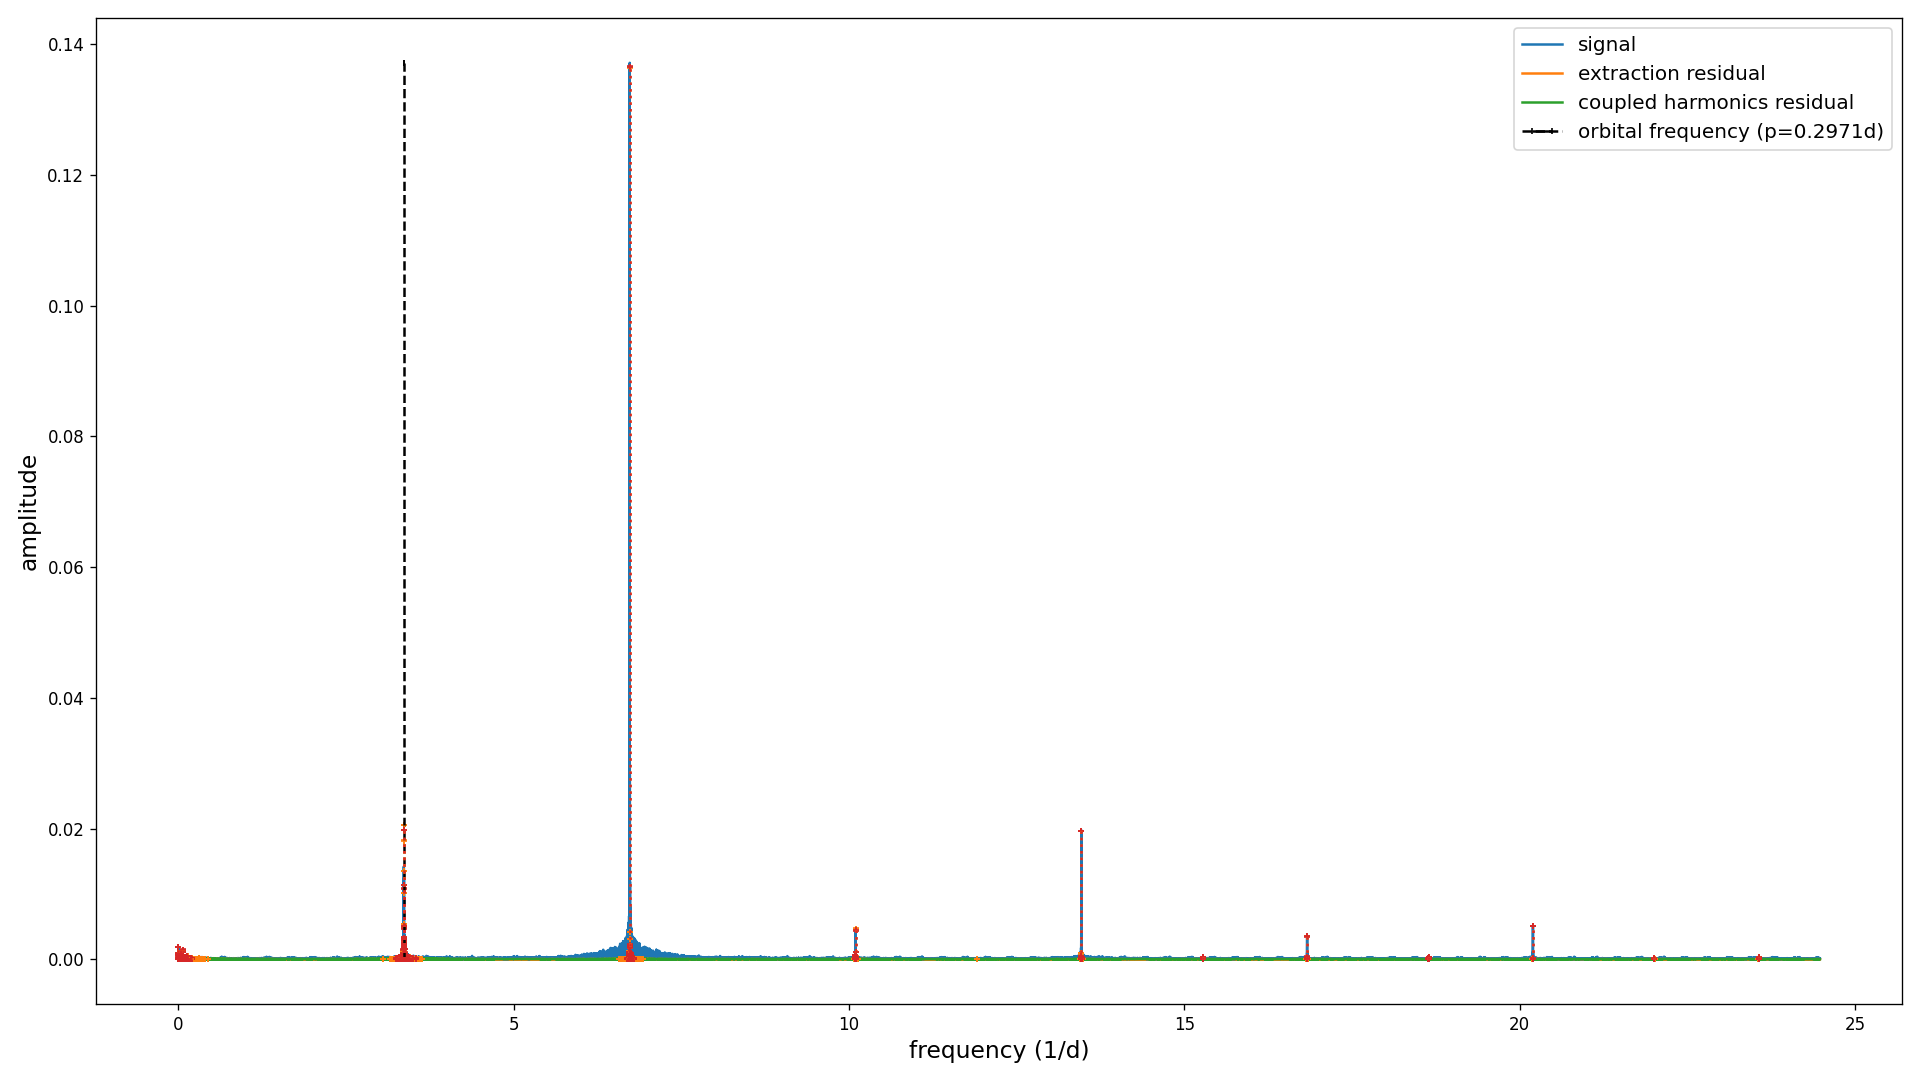 signal
extraction residual
coupled harmonics residual
orbital frequency (p=0.2971d)
0.14
0.12
0.10
0.08
0.06
0.04
0.02
0.00
amplitude
0
5
10
15
20
25
frequency (1/d)